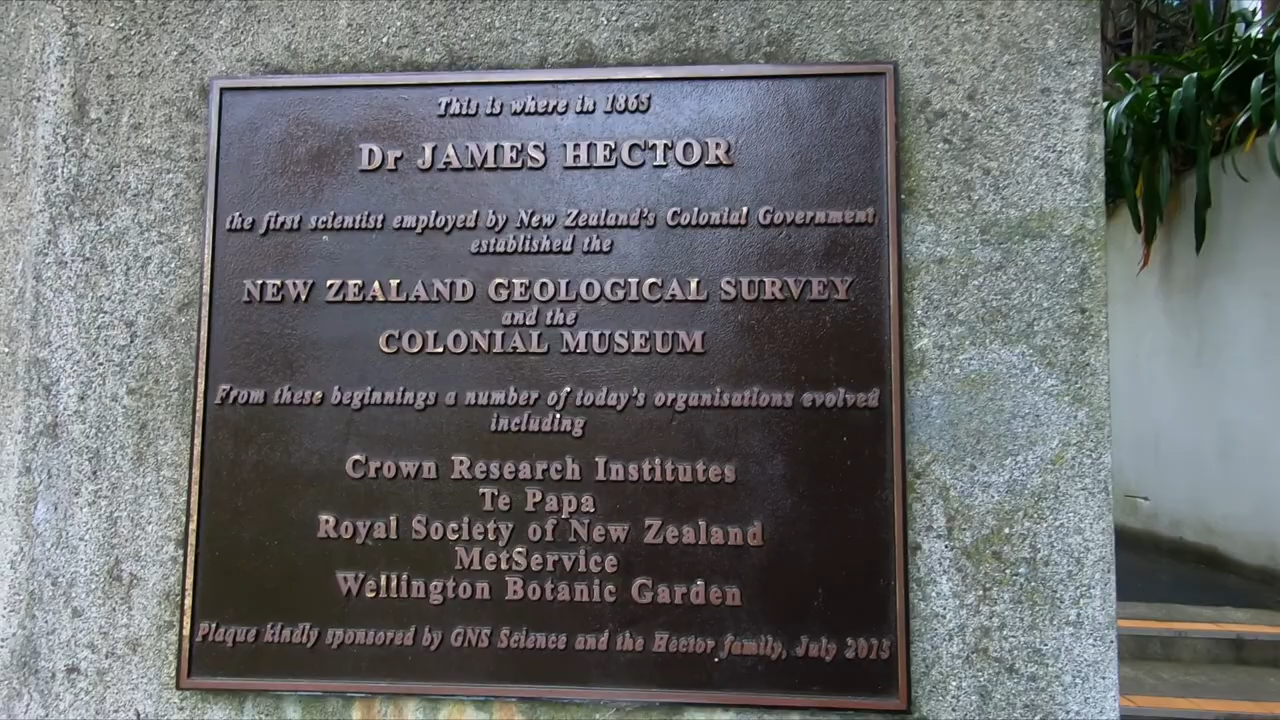 This is where in 1865
Dr JAMES HECTOR
the first scientist employed by New Zealand's Colonial Government
established the
NEW ZEALAND GEOLOGICAL SURVEY
and the
COLONIAL MUSEUM
From these beginnings a number of today's organisations evolved
including
Crown Research Institutes
Te Papa
Royal Society of New Zealand
MetService
Wellington Botanic Garden
Plaque kindly sponsored by GNS Science and the Hector family, July 2015